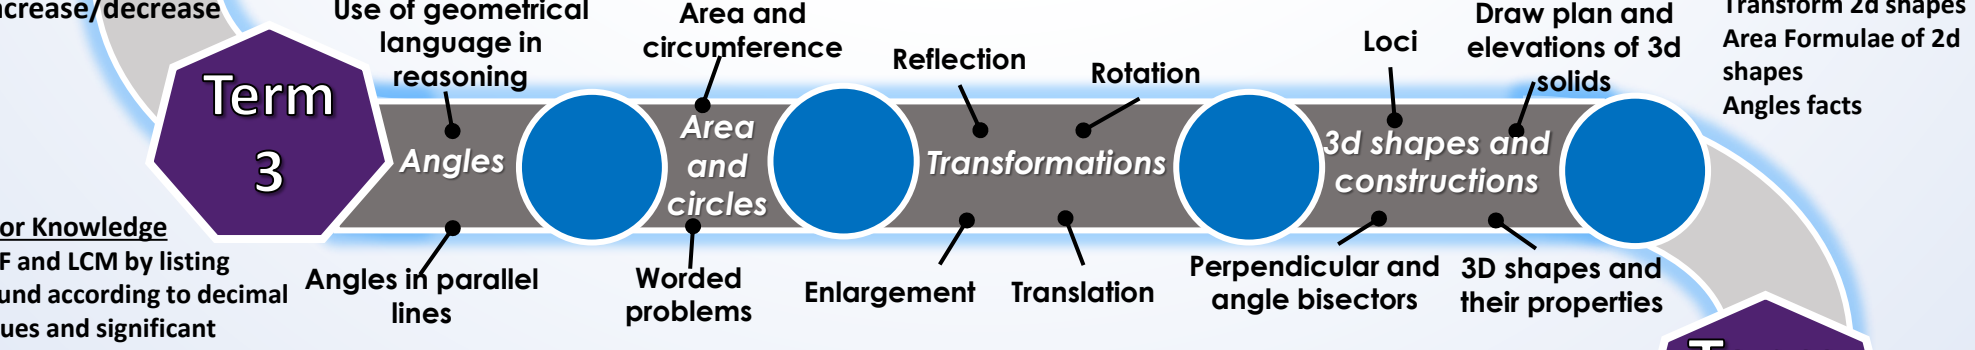 increase/decrease
Use of geometrical
language in
reasoning
Area and
circumference
Reflection
Rotation
Loci
Draw plan and
elevations of 3d
solids
Transform 2d shapes
Area Formulae of 2d
shapes
Angles facts
Term
3
Angles
Area
and
circles
Transformations
3d shapes and
constructions
or Knowledge
F and LCM by listing
und according to decimal
ues and significant
Angles in parallel
lines
Worded
problems
Enlargement
Translation
Perpendicular and
angle bisectors
3D shapes and
their properties